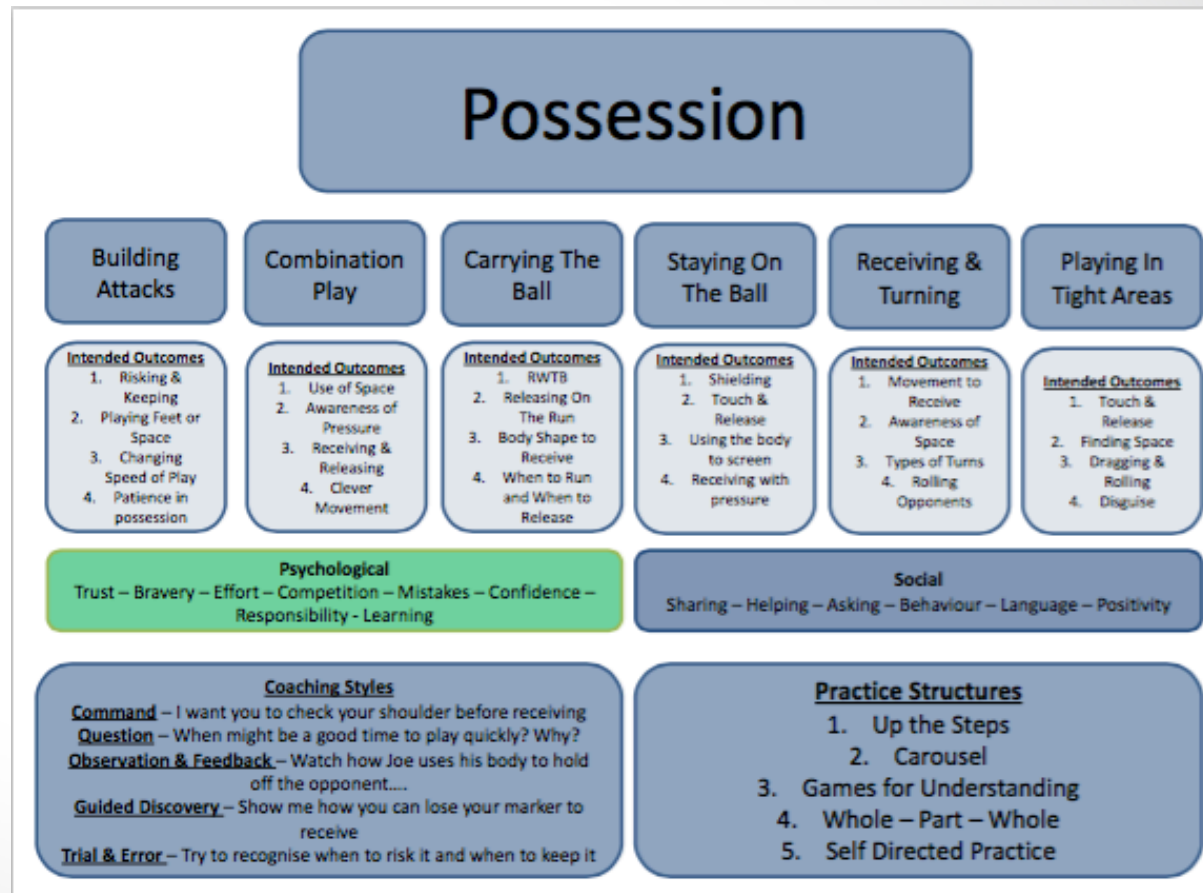 Possession
Building
Attacks
Combination
Play
Carrying The
Ball
Staying On
The Ball
Receiving &
Turning
Playing In
Tight Areas
Intended Outcomes
1. Risking &
Keeping
2. Playing Feet or
Space
3. Changing
Speed of Play
4. Patience in
possession
Intended Outcomes
1. Use of Space
2. Awareness of
Pressure
3. Receiving &
Releasing
4. Clever
Movement
Intended Outcomes
1. RWTB
2. Releasing On
The Run
3. Body Shape to
Receive
4. When to Run
and When to
Release
Intended Outcomes
1. Shielding
2. Touch &
Release
3. Using the body
to screen
4. Receiving with
pressure
Intended Outcomes
1. Movement to
Receive
2. Awareness of
Space
3. Types of Turns
4. Rolling
Opponents
Intended Outcomes
1. Touch &
Release
2. Finding Space
3. Dragging &
Rolling
4. Disguise
Psychological
Trust – Bravery – Effort – Competition – Mistakes – Confidence –
Responsibility - Learning
Social
Sharing – Helping – Asking – Behaviour – Language – Positivity
Coaching Styles
Command – I want you to check your shoulder before receiving
Question – When might be a good time to play quickly? Why?
Observation & Feedback – Watch how Joe uses his body to hold
off the opponent….
Guided Discovery – Show me how you can lose your marker to
receive
Trial & Error – Try to recognise when to risk it and when to keep it
Practice Structures
1. Up the Steps
2. Carousel
3. Games for Understanding
4. Whole – Part – Whole
5. Self Directed Practice